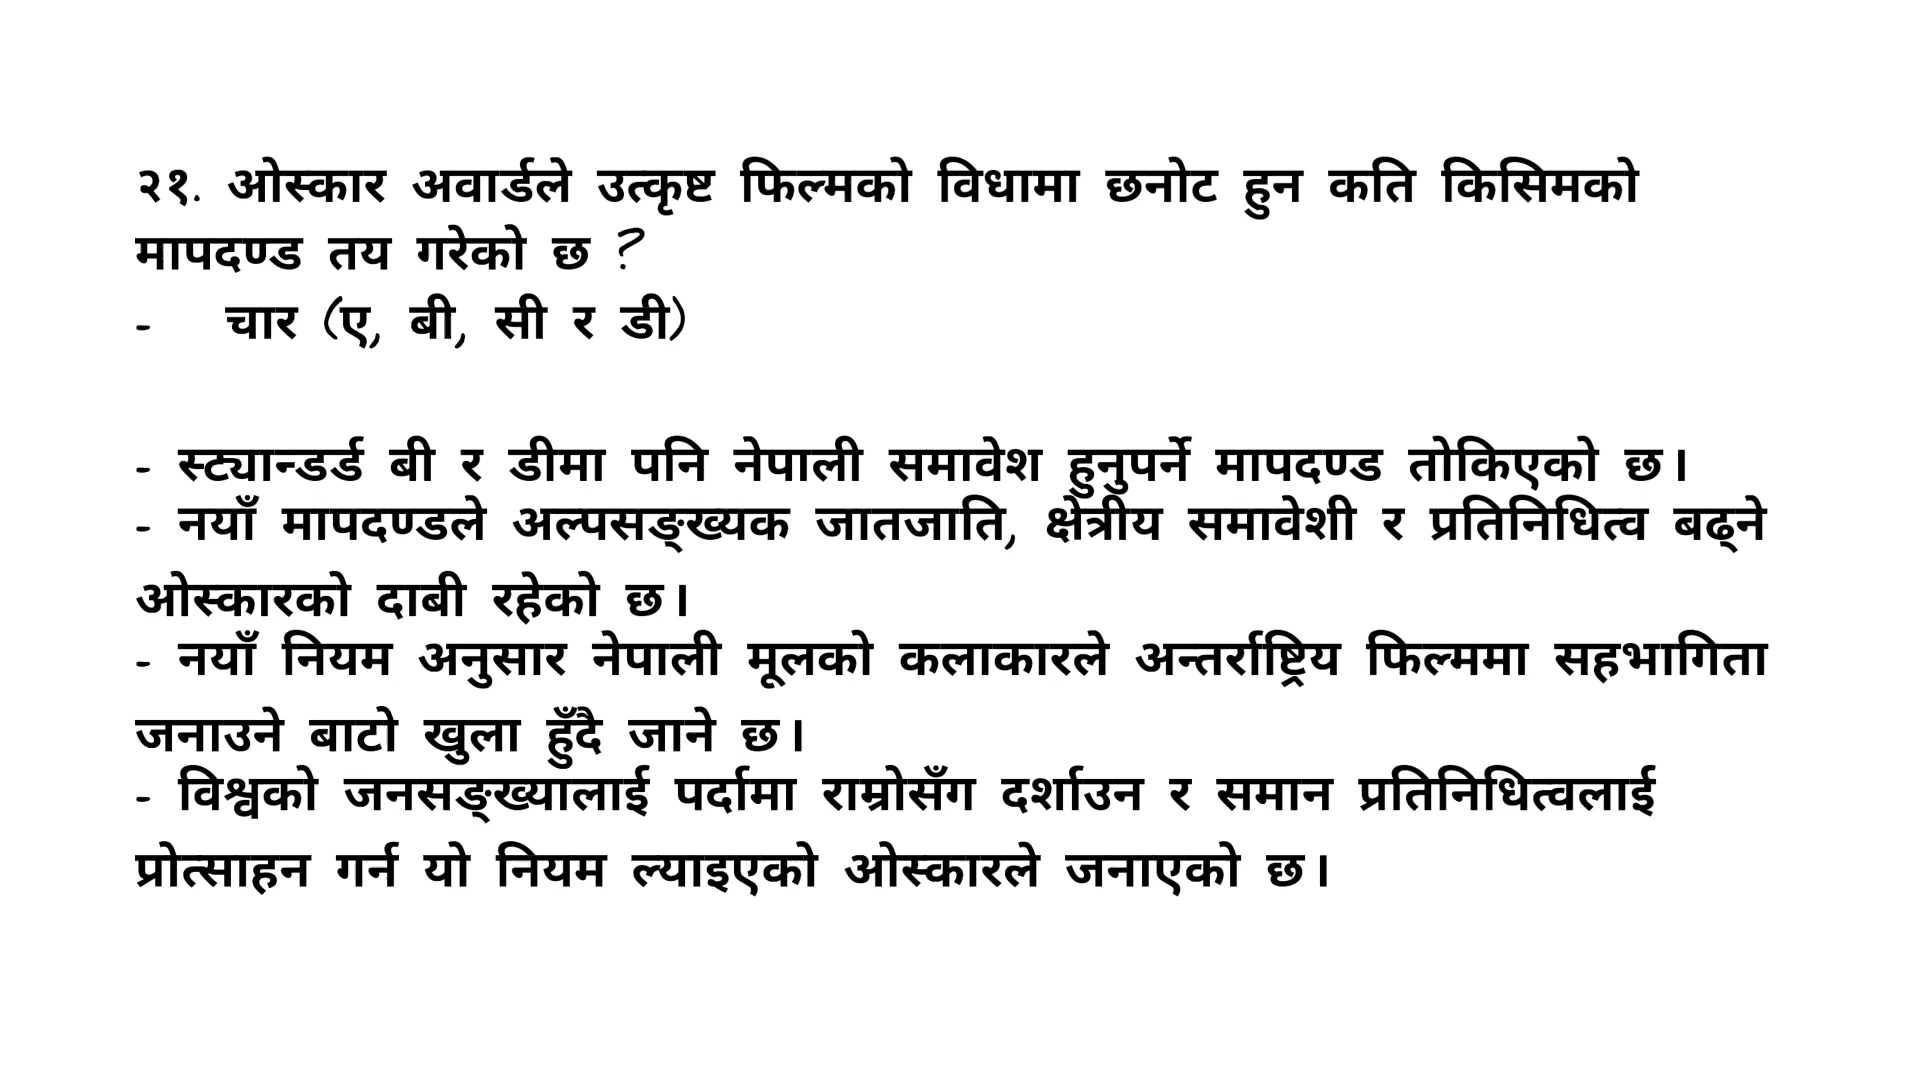 २१. ओस्कार अवार्डले उत्कृष्ट फिल्मको विधामा छनोट हुन कति किसिमको
मापदण्ड तय गरेको छ ?
- चार (ए, बी, सी र डी)
- स्ट्यान्डर्ड बी र डीमा पनि नेपाली समावेश हुनुपर्ने मापदण्ड तोकिएको छ।
- नयाँ मापदण्डले अल्पसङ्ख्यक जातजाति, क्षेत्रीय समावेशी र प्रतिनिधित्व बढ्ने
ओस्कारको दाबी रहेको छ।
- नयाँ नियम अनुसार नेपाली मूलको कलाकारले अन्तर्राष्ट्रिय फिल्ममा सहभागिता
जनाउने बाटो खुला हुँदै जाने छ।
- विश्वको जनसङ्ख्यालाई पर्दामा राम्रोसँग दर्शाउन र समान प्रतिनिधित्वलाई
प्रोत्साहन गर्न यो नियम ल्याइएको ओस्कारले जनाएको छ।